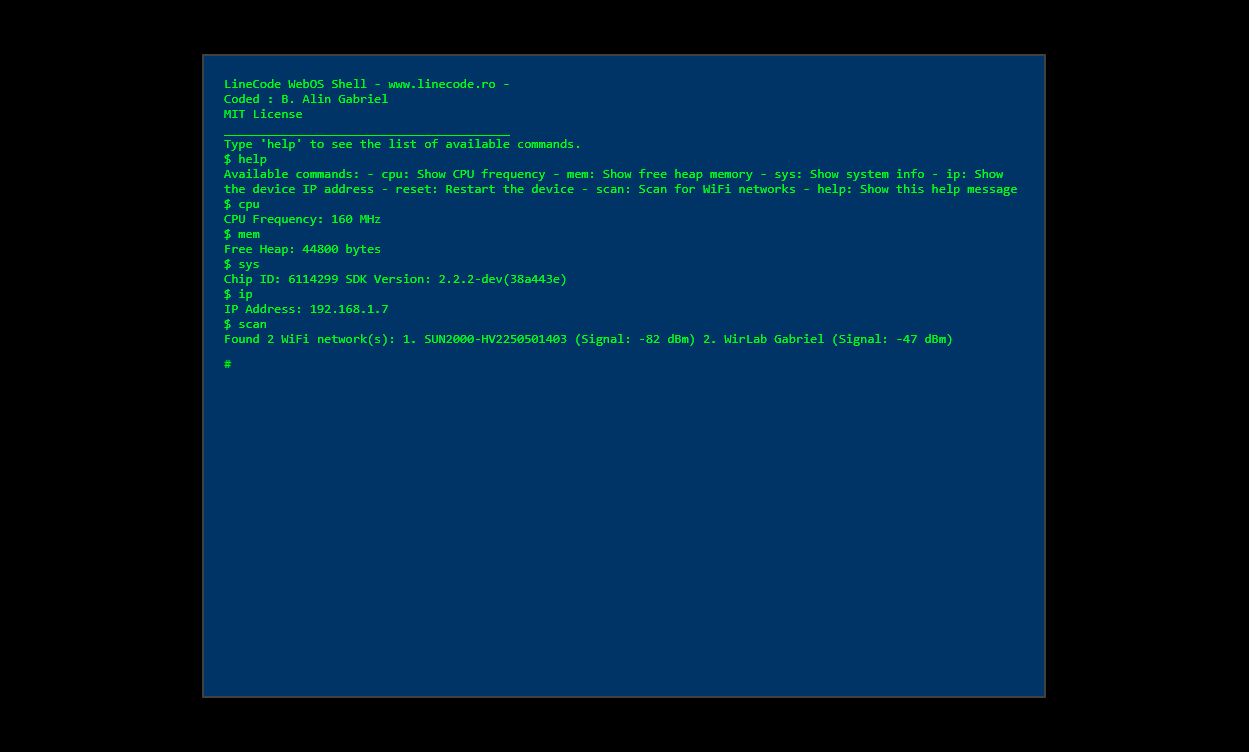 LineCode WebOS Shell - www.linecode.ro -
Coded : B. Alin Gabriel
MIT License
________________________________________
Type 'help' to see the list of available commands.
$ help
Available commands: - cpu: Show CPU frequency - mem: Show free heap memory - sys: Show system info - ip: Show
the device IP address - reset: Restart the device - scan: Scan for WiFi networks - help: Show this help message
$ cpu
CPU Frequency: 160 MHz
$ mem
Free Heap: 44800 bytes
$ sys
Chip ID: 6114299 SDK Version: 2.2.2-dev(38a443e)
$ ip
IP Address: 192.168.1.7
$ scan
Found 2 WiFi network(s): 1. SUN2000-HV2250501403 (Signal: -82 dBm) 2. WirLab Gabriel (Signal: -47 dBm)
#